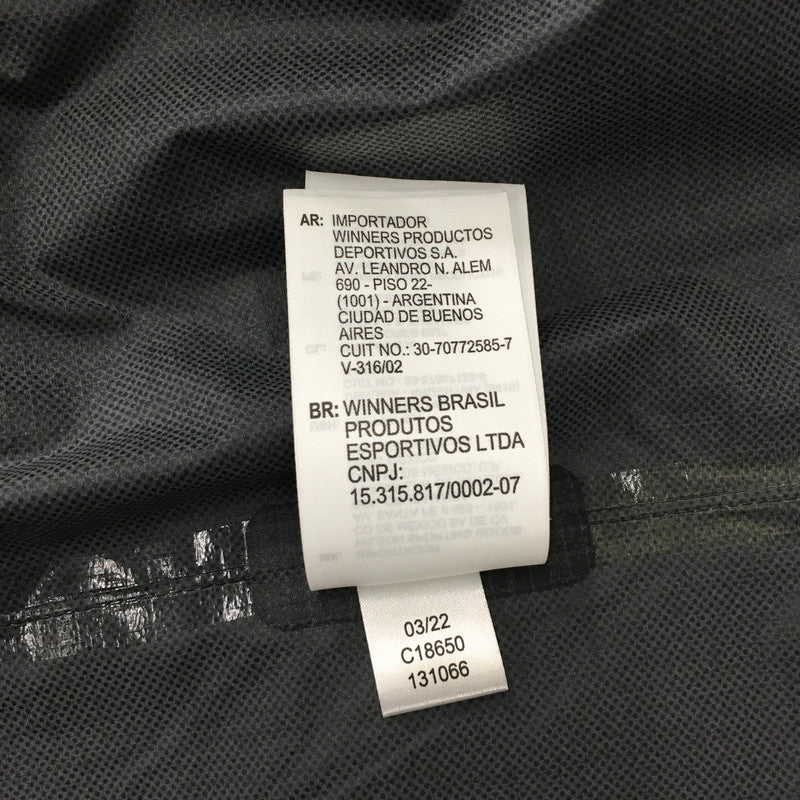 AR: IMPORTADOR
WINNERS PRODUCTOS
DEPORTIVOS S.A.
AV. LEANDRO N. ALEM
690 - PISO 22-
(1001) - ARGENTINA
CIUDAD DE BUENOS
AIRES
CUIT NO.: 30-70772585-7
V-316/02
BR: WINNERS BRASIL
PRODUTOS
ESPORTIVOS LTDA
CNPJ:
15.315.817/0002-07
03/22
C18650
131066